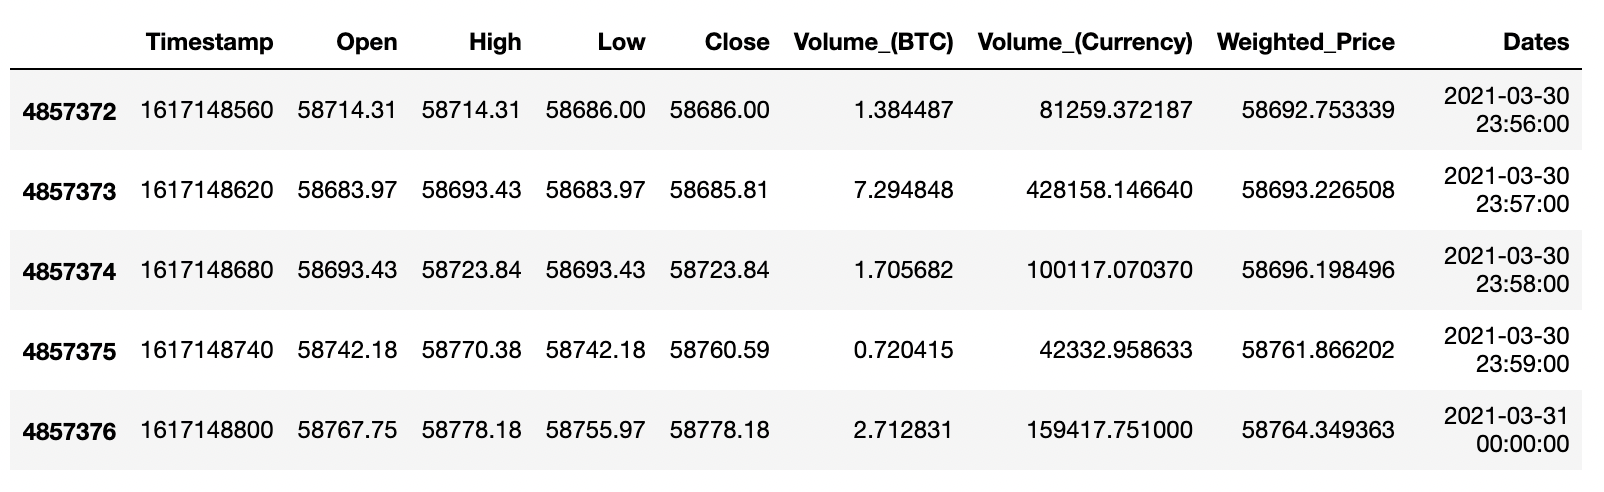 Timestamp Open High Low Close Volume_(BTC) Volume_(Currency) Weighted_Price Dates
4857372 1617148560 58714.31 58714.31 58686.00 58686.00 1.384487 81259.372187 58692.753339 2021-03-30 23:56:00
4857373 1617148620 58683.97 58693.43 58683.97 58685.81 7.294848 428158.146640 58693.226508 2021-03-30 23:57:00
4857374 1617148680 58693.43 58723.84 58693.43 58723.84 1.705682 100117.070370 58696.198496 2021-03-30 23:58:00
4857375 1617148740 58742.18 58770.38 58742.18 58760.59 0.720415 42332.958633 58761.866202 2021-03-30 23:59:00
4857376 1617148800 58767.75 58778.18 58755.97 58778.18 2.712831 159417.751000 58764.349363 2021-03-31 00:00:00